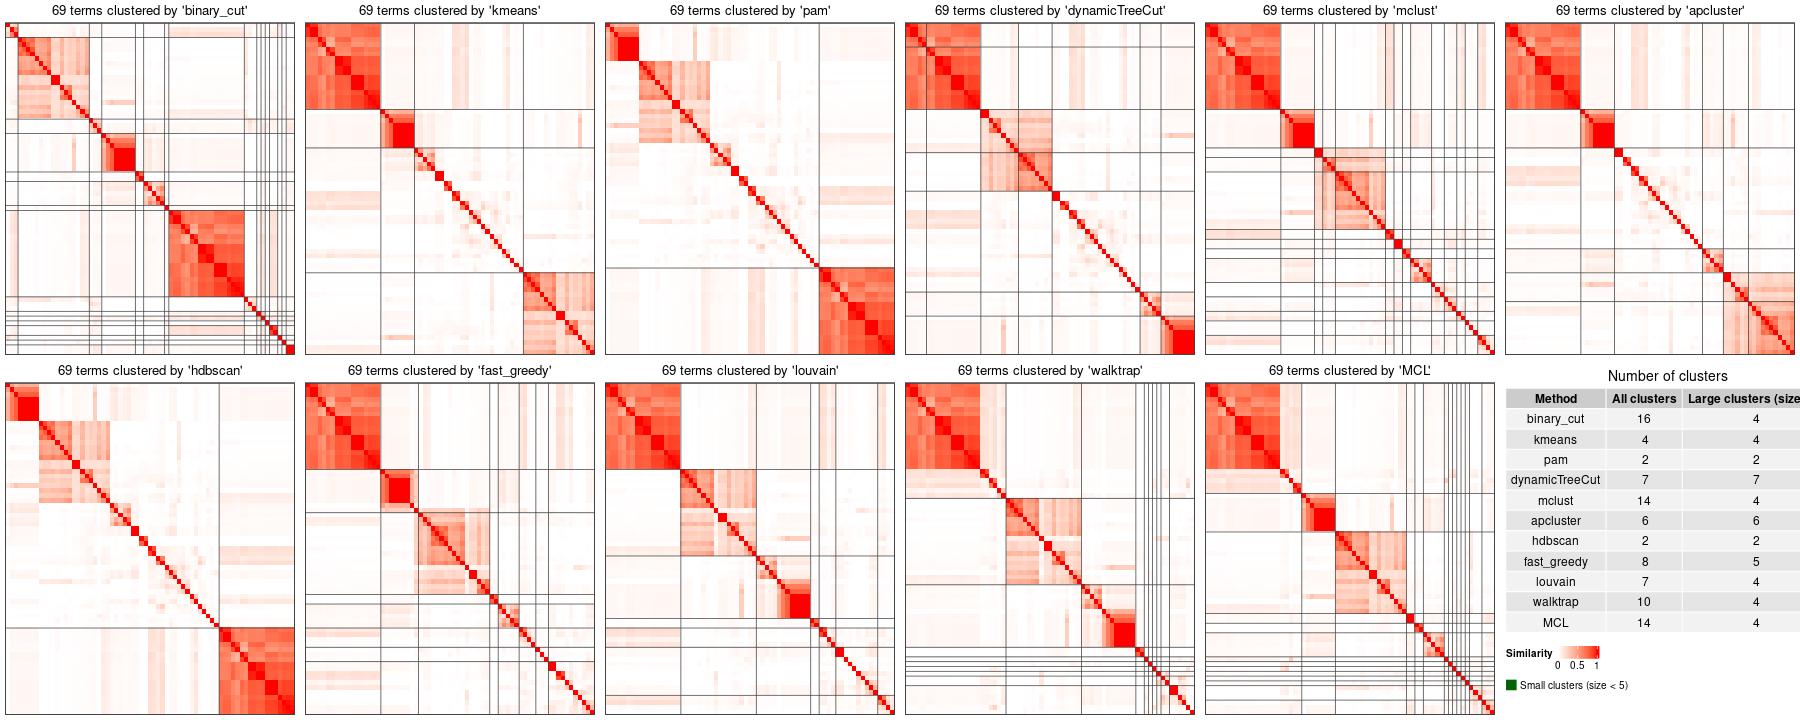 69 terms clustered by 'binary_cut'
69 terms clustered by 'kmeans'
69 terms clustered by 'pam'
69 terms clustered by 'dynamicTreeCut'
69 terms clustered by 'mclust'
69 terms clustered by 'apcluster'
69 terms clustered by 'hdbscan'
69 terms clustered by 'fast_greedy'
69 terms clustered by 'louvain'
69 terms clustered by 'walktrap'
69 terms clustered by 'MCL'
Number of clusters
Method All clusters Large clusters (size
binary_cut 16 4
kmeans 4 4
pam 2 2
dynamicTreeCut 7 7
mclust 14 4
apcluster 6 6
hdbscan 2 2
fast_greedy 8 5
louvain 7 4
walktrap 10 4
MCL 14 4
Similarity
0 0.5 1
Small clusters (size < 5)